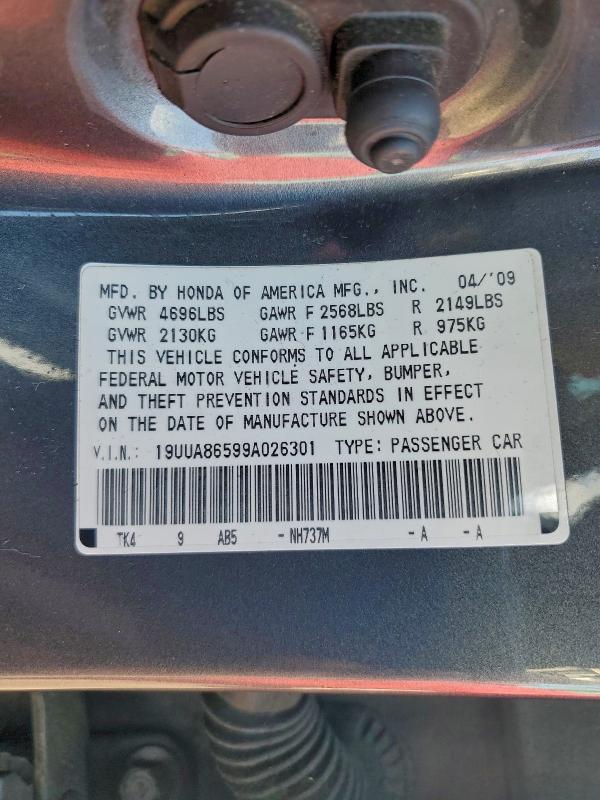 MFD. BY HONDA OF AMERICA MFG., INC. 04/'09
GVWR 4696LBS GAWR F 2568LBS R 2149LBS
GVWR 2130KG GAWR F 1165KG R 975KG
THIS VEHICLE CONFORMS TO ALL APPLICABLE
FEDERAL MOTOR VEHICLE SAFETY, BUMPER,
AND THEFT PREVENTION STANDARDS IN EFFECT
ON THE DATE OF MANUFACTURE SHOWN ABOVE.
V.I.N.: 19UUA86599A026301 TYPE: PASSENGER CAR
TK4 9 AB5 - NH737M - A - A